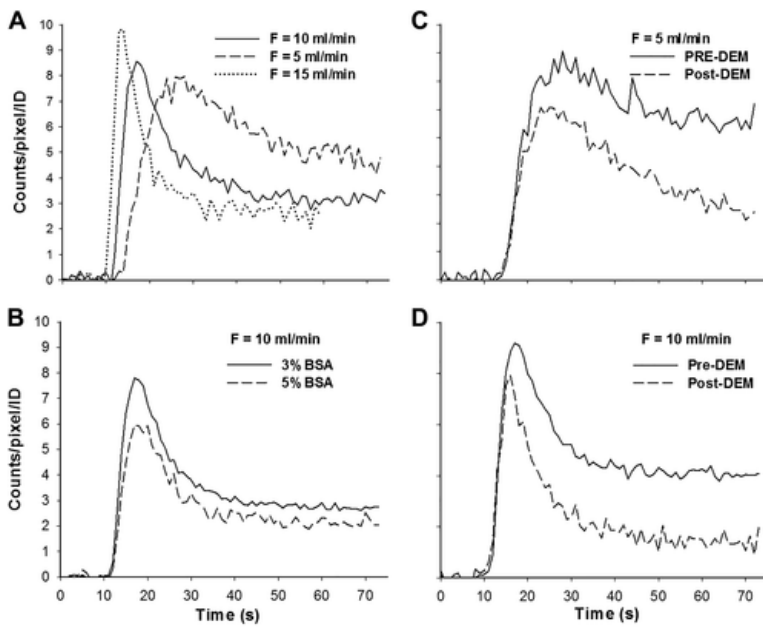 A
F = 10 ml/min
F = 5 ml/min
F = 15 ml/min
Counts/pixel/ID
10
9
8
7
6
5
4
3
2
1
0
C
F = 5 ml/min
PRE-DEM
Post-DEM
B
F = 10 ml/min
3% BSA
5% BSA
Counts/pixel/ID
10
9
8
7
6
5
4
3
2
1
0
0 10 20 30 40 50 60 70
Time (s)
D
F = 10 ml/min
Pre-DEM
Post-DEM
0 10 20 30 40 50 60 70
Time (s)